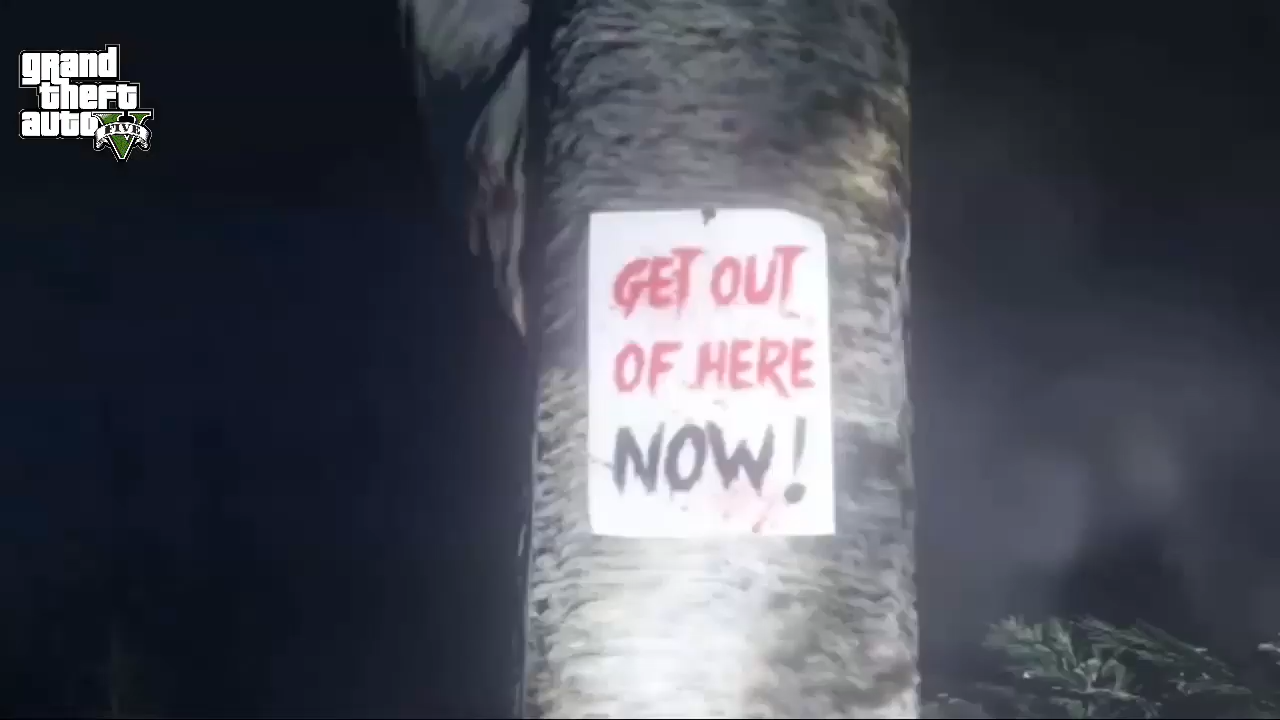 grand
theft
auto
FIVE
GET OUT
OF HERE
NOW!